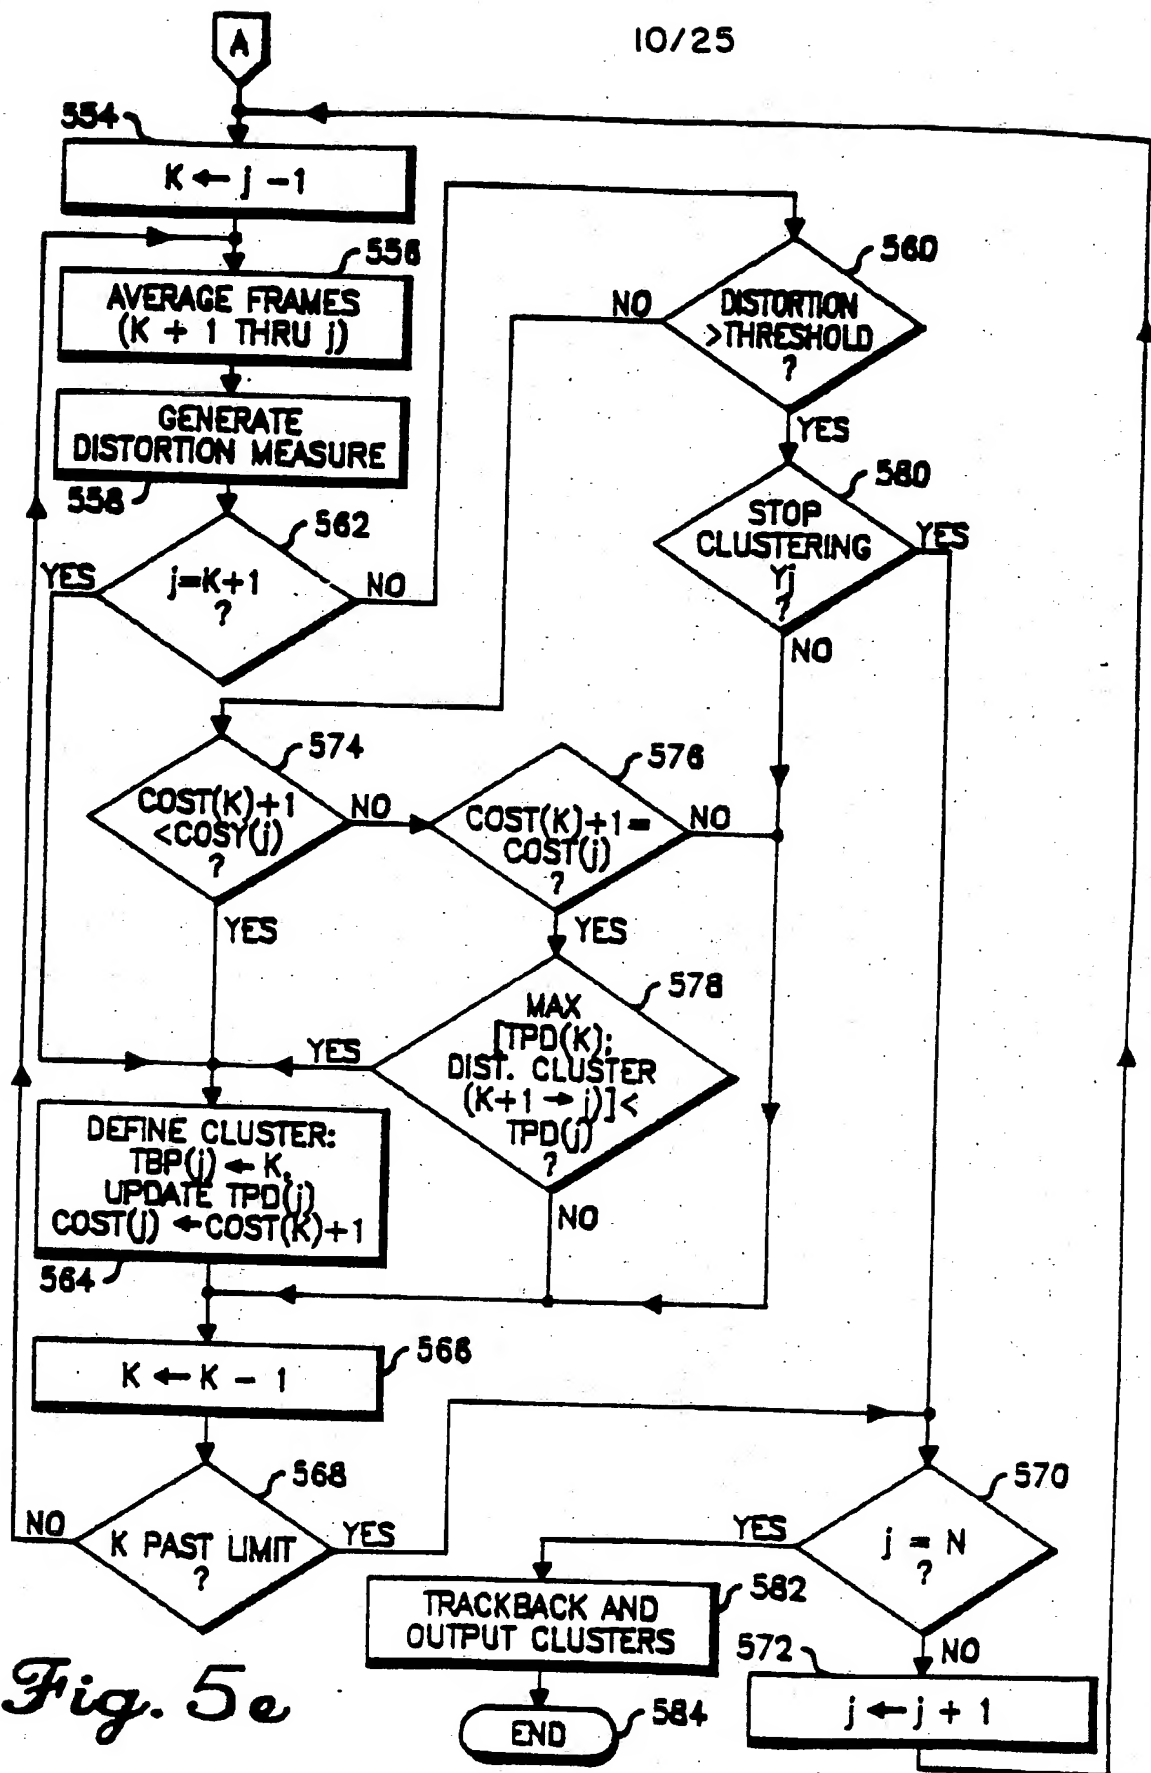 A
10/25
554
K ← j -1
556
AVERAGE FRAMES
(K + 1 THRU j)
GENERATE
DISTORTION MEASURE
558
562
j=K+1
?
YES
NO
560
DISTORTION
>THRESHOLD
?
NO
YES
580
STOP
CLUSTERING
Yj
?
YES
NO
574
COST(K)+1
<COSY(j)
?
NO
YES
576
COST(K)+1=
COST(j)
?
NO
YES
578
MAX
[TPD(K);
DIST. CLUSTER
(K+1 → j)]<
TPD(j)
?
YES
NO
DEFINE CLUSTER:
TBP(j) ← K,
UPDATE TPD(j)
COST(j) ← COST(K)+1
564
566
K ← K - 1
568
K PAST LIMIT
?
NO
YES
570
j = N
?
YES
NO
582
TRACKBACK AND
OUTPUT CLUSTERS
572
j ← j + 1
END
584
Fig. 5e